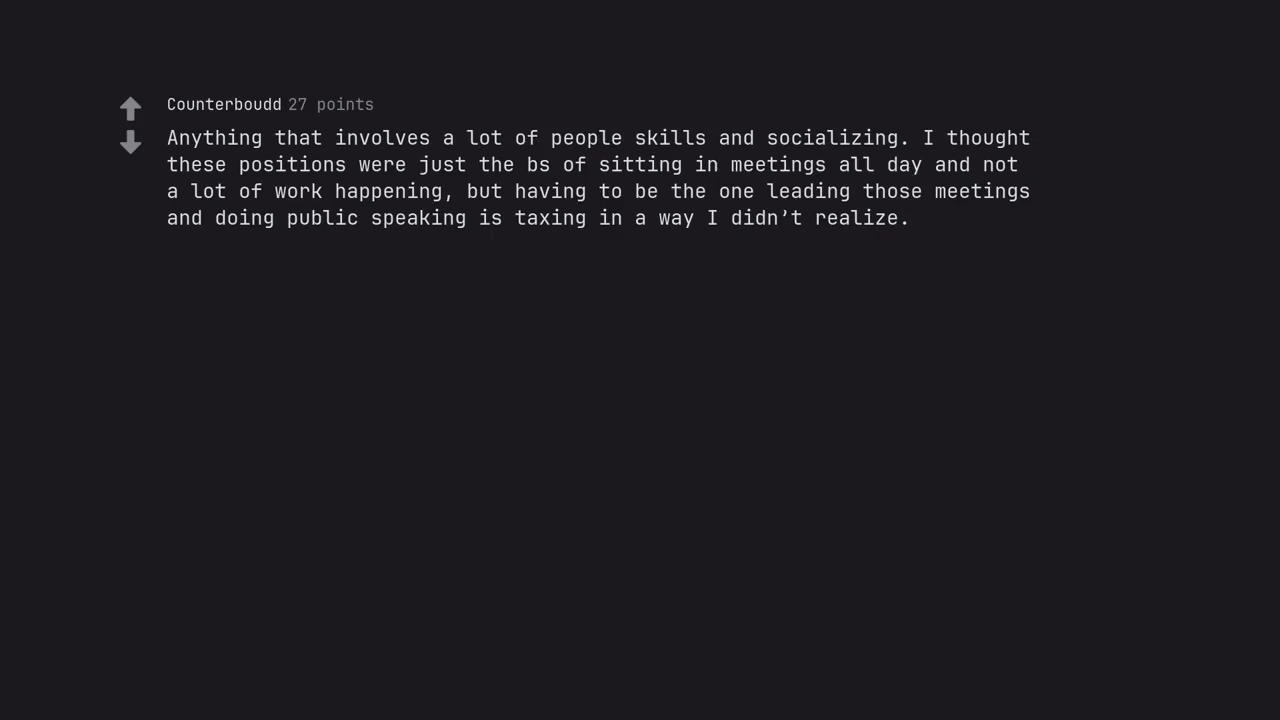 Counterboudd 27 points
Anything that involves a lot of people skills and socializing. I thought
these positions were just the bs of sitting in meetings all day and not
a lot of work happening, but having to be the one leading those meetings
and doing public speaking is taxing in a way I didn’t realize.